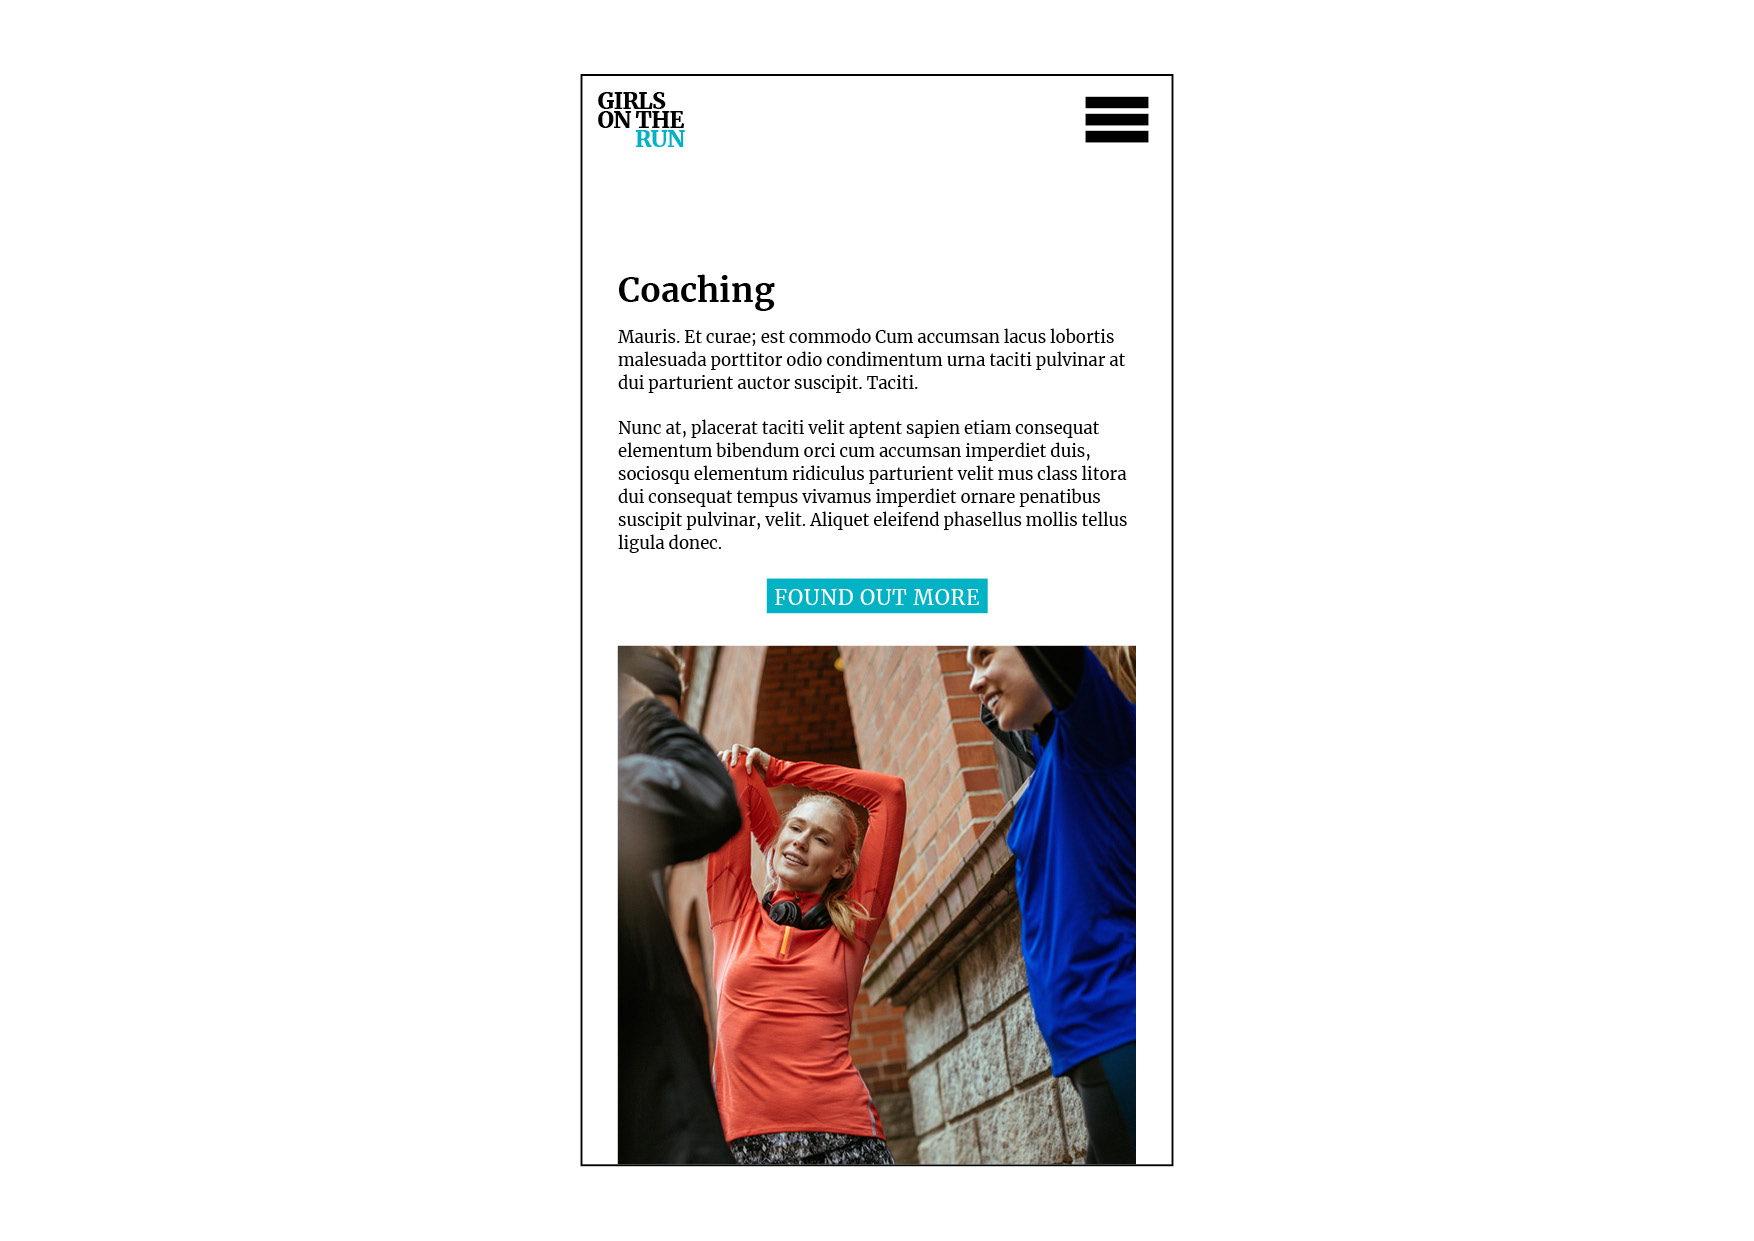 GIRLS
ON THE
RUN
Coaching
Mauris. Et curae; est commodo Cum accumsan lacus lobortis
malesuada porttitor odio condimentum urna taciti pulvinar at
dui parturient auctor suscipit. Taciti.
Nunc at, placerat taciti velit aptent sapien etiam consequat
elementum bibendum orci cum accumsan imperdiet duis,
sociosqu elementum ridiculus parturient velit mus class litora
dui consequat tempus vivamus imperdiet ornare penatibus
suscipit pulvinar, velit. Aliquet eleifend phasellus mollis tellus
ligula donec.
FOUND OUT MORE